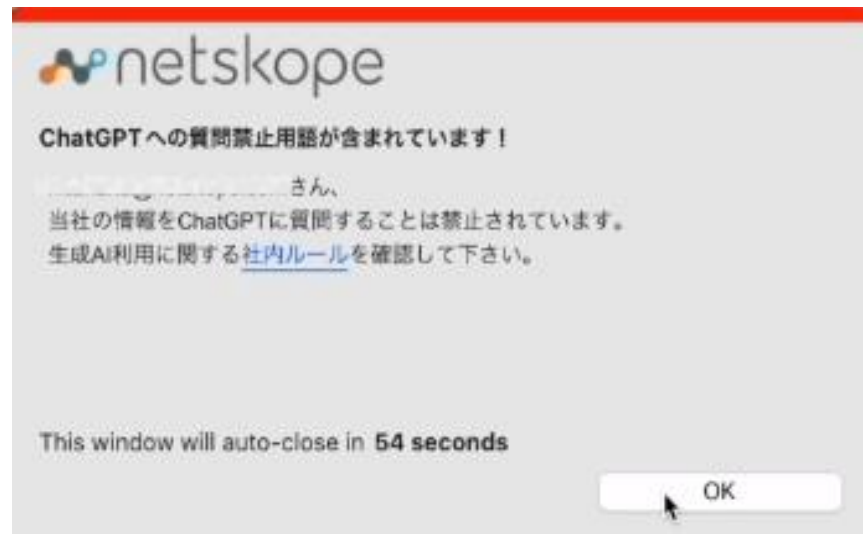 netskope
ChatGPTへの質問禁止用語が含まれています！
さん、
当社の情報をChatGPTに質問することは禁止されています。
生成AI利用に関する社内ルールを確認して下さい。
This window will auto-close in 54 seconds
OK